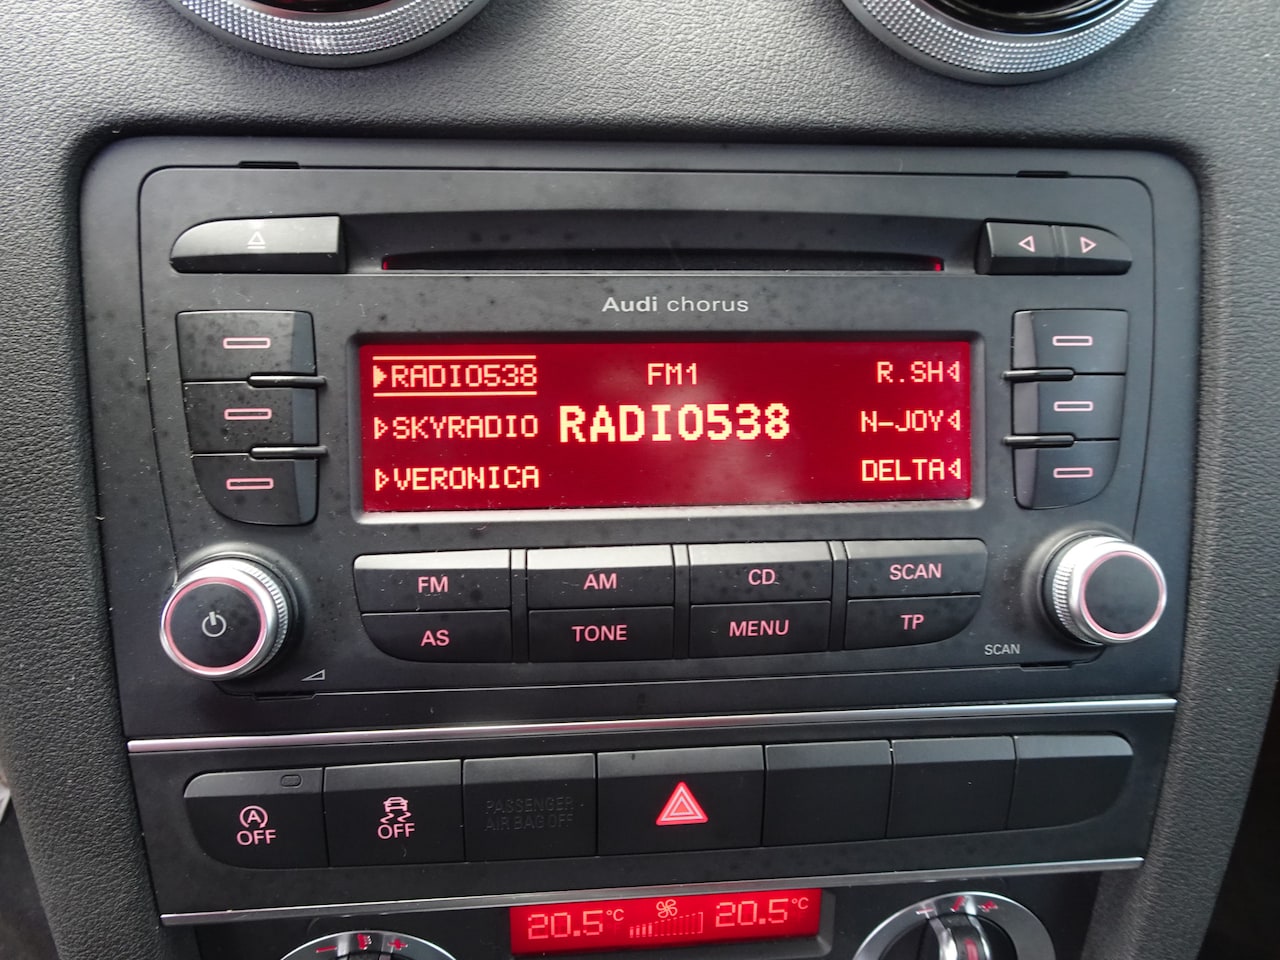 Audi chorus
RADIO538 FM1 R.SH
SKYRADIO RADIO538 N-JOY
VERONICA DELTA
FM AM CD SCAN
AS TONE MENU TP
SCAN
A OFF OFF PASSENGER
AIR BAG OFF
20.5°C 20.5°C